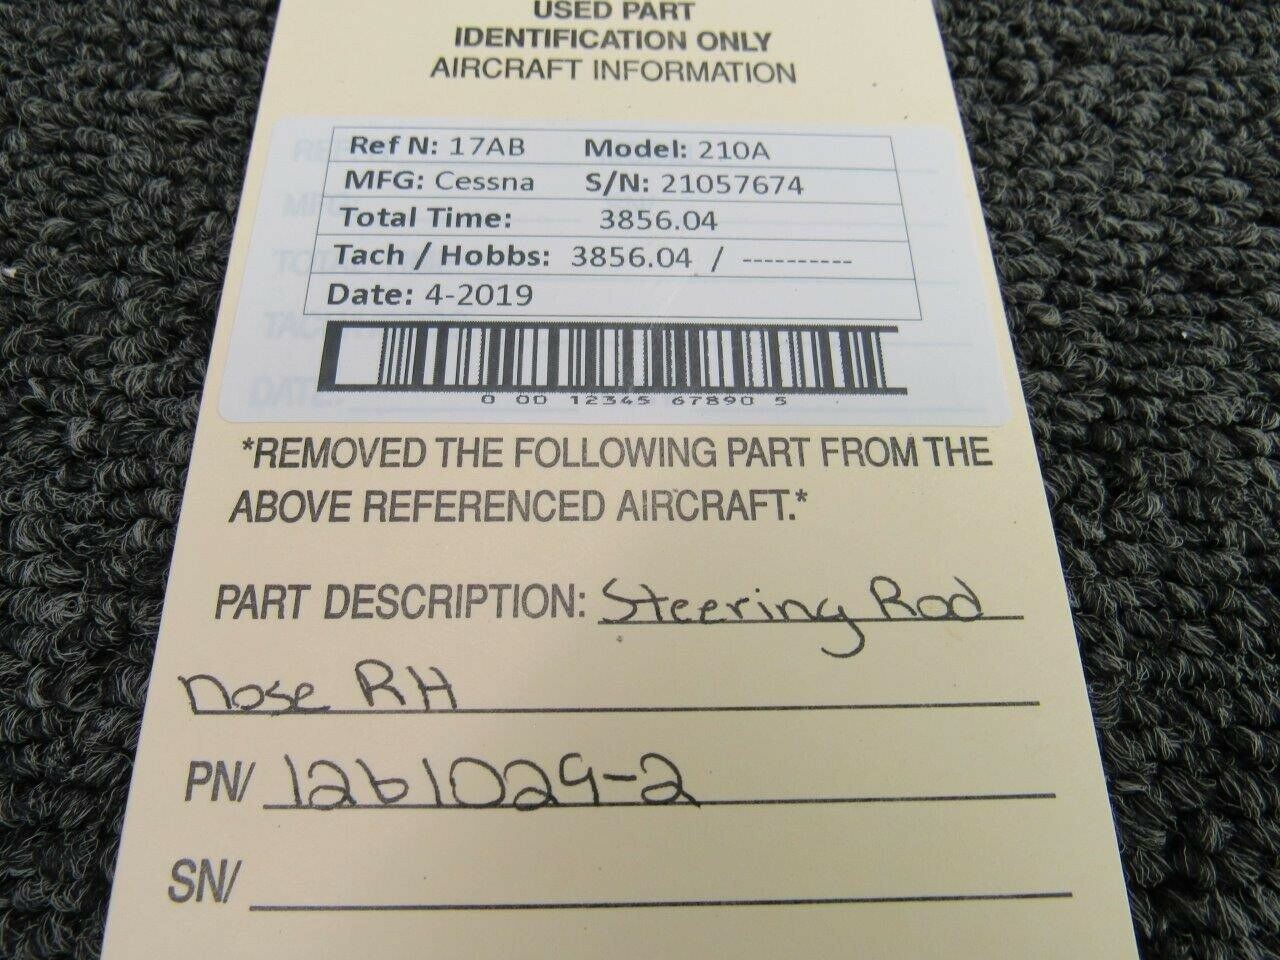 USED PART
IDENTIFICATION ONLY
AIRCRAFT INFORMATION
Ref N: 17AB Model: 210A
MFG: Cessna S/N: 21057674
Total Time: 3856.04
Tach / Hobbs: 3856.04 / ----------
Date: 4-2019
0 00 12345 67890 5
*REMOVED THE FOLLOWING PART FROM THE
ABOVE REFERENCED AIRCRAFT.*
PART DESCRIPTION: Steering Rod
nose RH
PN/ 1261029-2
SN/